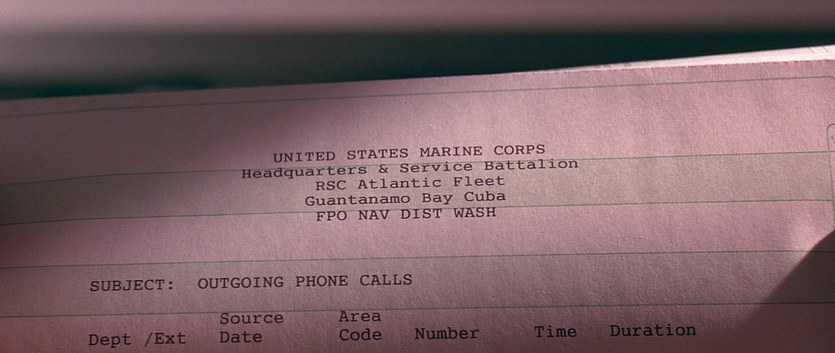 UNITED STATES MARINE CORPS
Headquarters & Service Battalion
RSC Atlantic Fleet
Guantanamo Bay Cuba
FPO NAV DIST WASH
SUBJECT: OUTGOING PHONE CALLS
Source Area
Dept /Ext Date Code Number Time Duration